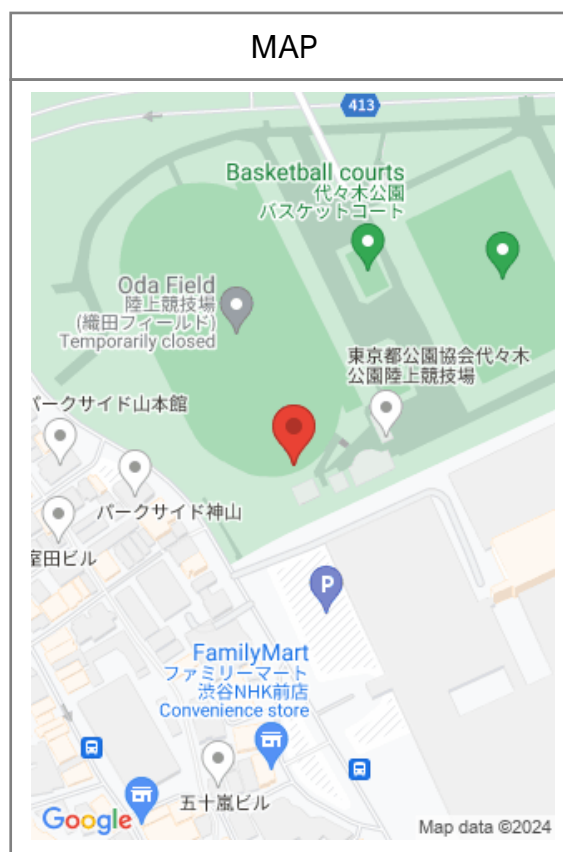 MAP
413
Basketball courts
代々木公園
バスケットコート
Oda Field
陸上競技場
(織田フィールド)
Temporarily closed
東京都公園協会代々木
公園陸上競技場
パークサイド山本館
パークサイド神山
室田ビル
P
FamilyMart
ファミリーマート
渋谷NHK前店
Convenience store
五十嵐ビル
Google
Map data ©2024